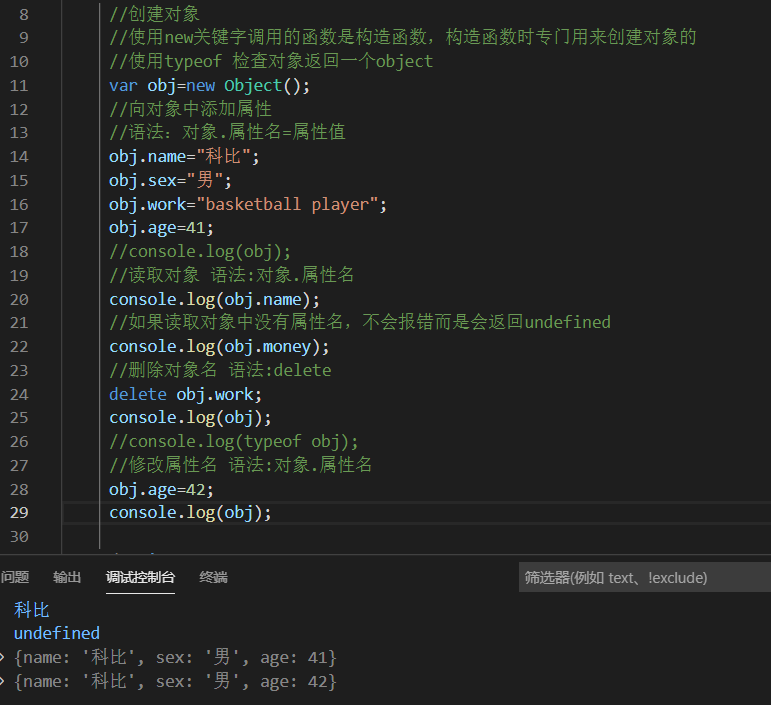 8 //创建对象
9 //使用new关键字调用的函数是构造函数，构造函数时专门用来创建对象的
10 //使用typeof 检查对象返回一个object
11 var obj=new Object();
12 //向对象中添加属性
13 //语法：对象.属性名=属性值
14 obj.name="科比";
15 obj.sex="男";
16 obj.work="basketball player";
17 obj.age=41;
18 //console.log(obj);
19 //读取对象 语法:对象.属性名
20 console.log(obj.name);
21 //如果读取对象中没有属性名，不会报错而是会返回undefined
22 console.log(obj.money);
23 //删除对象名 语法:delete
24 delete obj.work;
25 console.log(obj);
26 //console.log(typeof obj);
27 //修改属性名 语法:对象.属性名
28 obj.age=42;
29 console.log(obj);
30
问题 输出 调试控制台 终端 筛选器(例如 text、!exclude)
科比
undefined
> {name: '科比', sex: '男', age: 41}
> {name: '科比', sex: '男', age: 42}